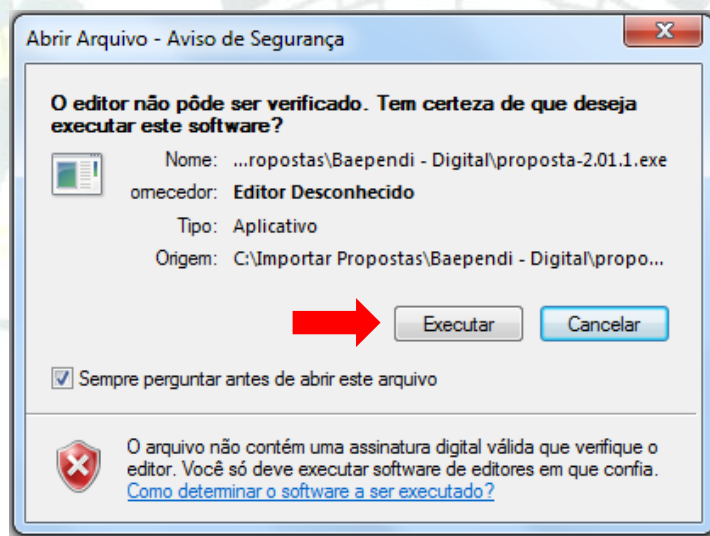 Abrir Arquivo - Aviso de Segurança
O editor não pôde ser verificado. Tem certeza de que deseja
executar este software?
Nome: ...ropostas\Baependi - Digital\proposta-2.01.1.exe
omecedor: Editor Desconhecido
Tipo: Aplicativo
Origem: C:\Importar Propostas\Baependi - Digital\propo...
Executar Cancelar
Sempre perguntar antes de abrir este arquivo
O arquivo não contém uma assinatura digital válida que verifique o
editor. Você só deve executar software de editores em que confia.
Como determinar o software a ser executado?